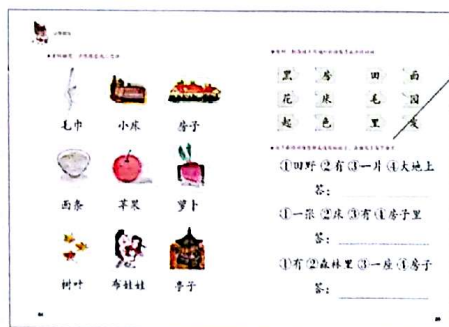 毛巾 小床 房子
面条 苹果 萝卜
树叶 布娃娃 亭子
黑 房 田 面
花 床 毛 园
起 色 里 发
①田野 ②有 ③一片 ④大地上
答：
①一张 ②床 ③有 ④房子里
答：
①有 ②森林里 ③一座 ④房子
答：